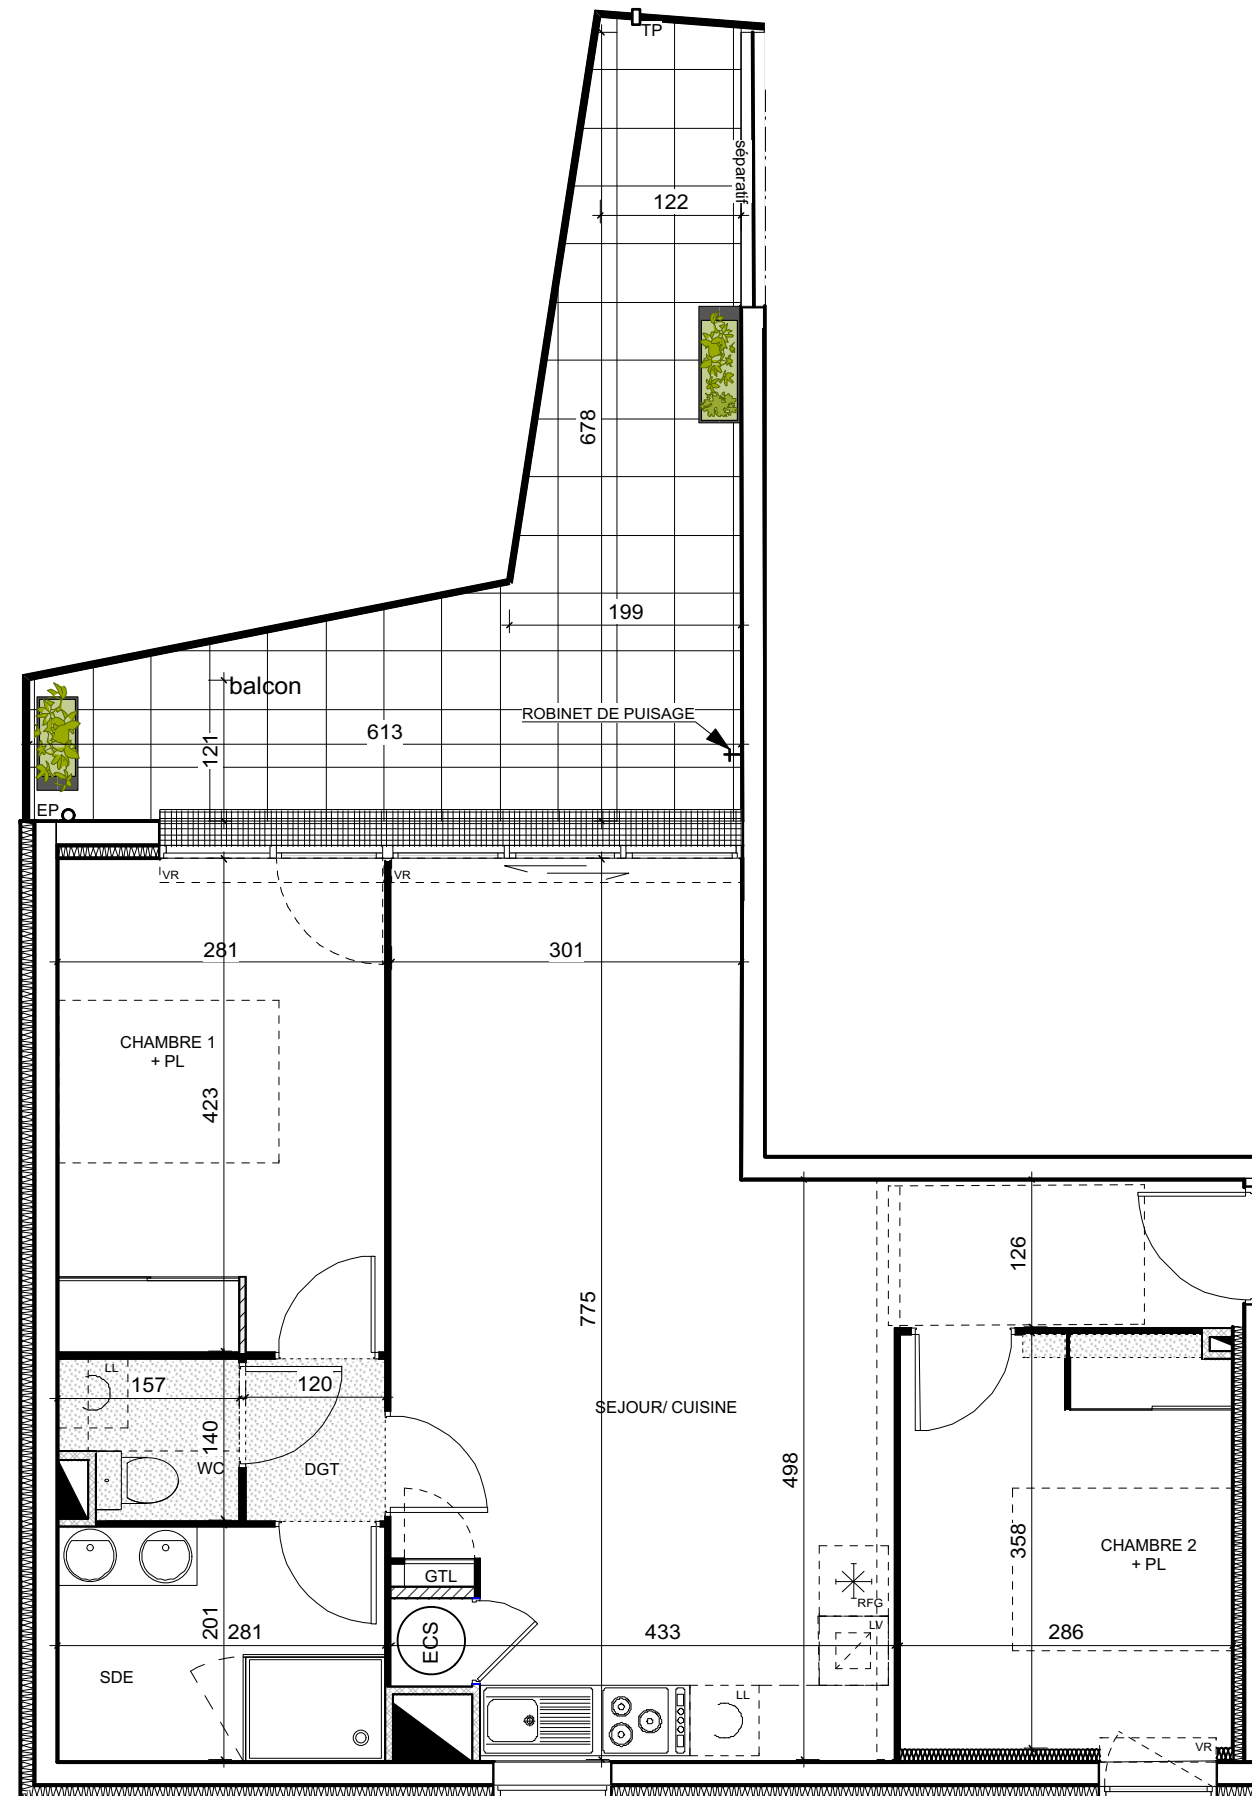 TP
séparatif
122
678
199
balcon
ROBINET DE PUISAGE
613
121
EP
VR
VR
281
301
CHAMBRE 1
+ PL
423
126
775
LL
157
120
SEJOUR/ CUISINE
140
WC
DGT
498
358
CHAMBRE 2
+ PL
GTL
RFG
LV
201
281
ECS
433
286
SDE
LL
VR